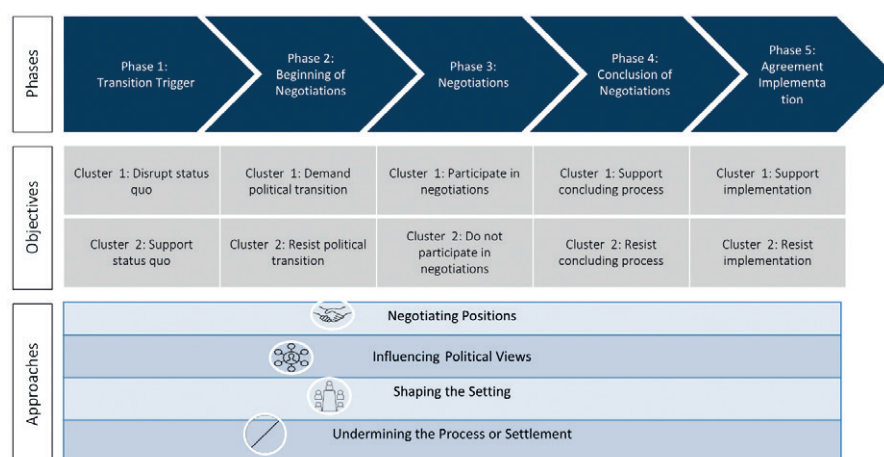 Phases
Phase 1:
Transition Trigger
Phase 2:
Beginning of
Negotiations
Phase 3:
Negotiations
Phase 4:
Conclusion of
Negotiations
Phase 5:
Agreement
Implementa
tion
Objectives
Cluster 1: Disrupt status
quo
Cluster 1: Demand
political transition
Cluster 1: Participate in
negotiations
Cluster 1: Support
concluding process
Cluster 1: Support
implementation
Cluster 2: Support
status quo
Cluster 2: Resist political
transition
Cluster 2: Do not
participate in
negotiations
Cluster 2: Resist
concluding process
Cluster 2: Resist
implementation
Approaches
Negotiating Positions
Influencing Political Views
Shaping the Setting
Undermining the Process or Settlement